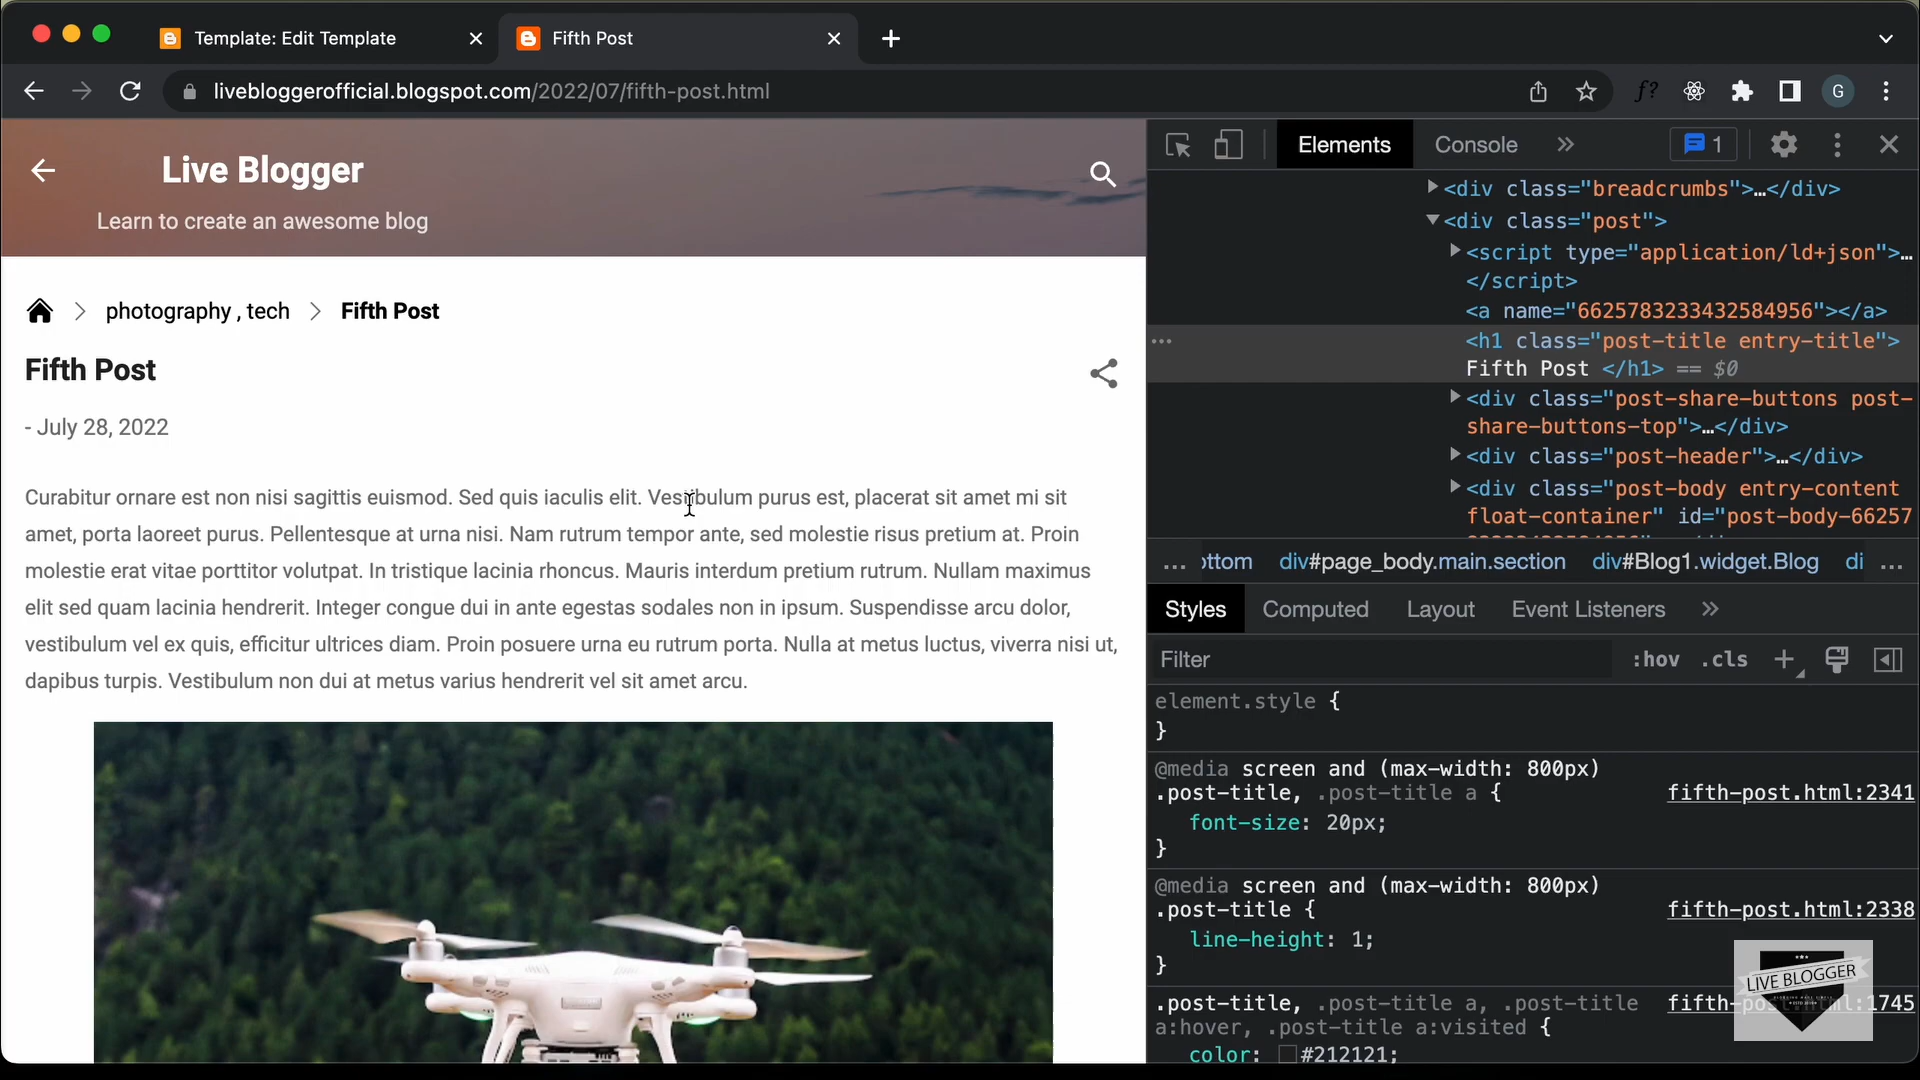 Template: Edit Template
Fifth Post
livebloggerofficial.blogspot.com/2022/07/fifth-post.html
f?
G
Live Blogger
Learn to create an awesome blog
photography , tech
Fifth Post
Fifth Post
- July 28, 2022
Curabitur ornare est non nisi sagittis euismod. Sed quis iaculis elit. Vestibulum purus est, placerat sit amet mi sit
amet, porta laoreet purus. Pellentesque at urna nisi. Nam rutrum tempor ante, sed molestie risus pretium at. Proin
molestie erat vitae porttitor volutpat. In tristique lacinia rhoncus. Mauris interdum pretium rutrum. Nullam maximus
elit sed quam lacinia hendrerit. Integer congue dui in ante egestas sodales non in ipsum. Suspendisse arcu dolor,
vestibulum vel ex quis, efficitur ultrices diam. Proin posuere urna eu rutrum porta. Nulla at metus luctus, viverra nisi ut,
dapibus turpis. Vestibulum non dui at metus varius hendrerit vel sit amet arcu.
Elements
Console
1
<div class="breadcrumbs">…</div>
<div class="post">
<script type="application/ld+json">…
</script>
<a name="6625783233432584956"></a>
<h1 class="post-title entry-title">
Fifth Post </h1> == $0
<div class="post-share-buttons post-
share-buttons-top">…</div>
<div class="post-header">…</div>
<div class="post-body entry-content
float-container" id="post-body-66257
... ottom div#page_body.main.section div#Blog1.widget.Blog di ...
Styles Computed Layout Event Listeners
Filter :hov .cls
element.style {
}
@media screen and (max-width: 800px)
.post-title, .post-title a { fifth-post.html:2341
font-size: 20px;
}
@media screen and (max-width: 800px)
.post-title { fifth-post.html:2338
line-height: 1;
}
.post-title, .post-title a, .post-title
a:hover, .post-title a:visited {
color: #212121;
LIVE BLOGGER